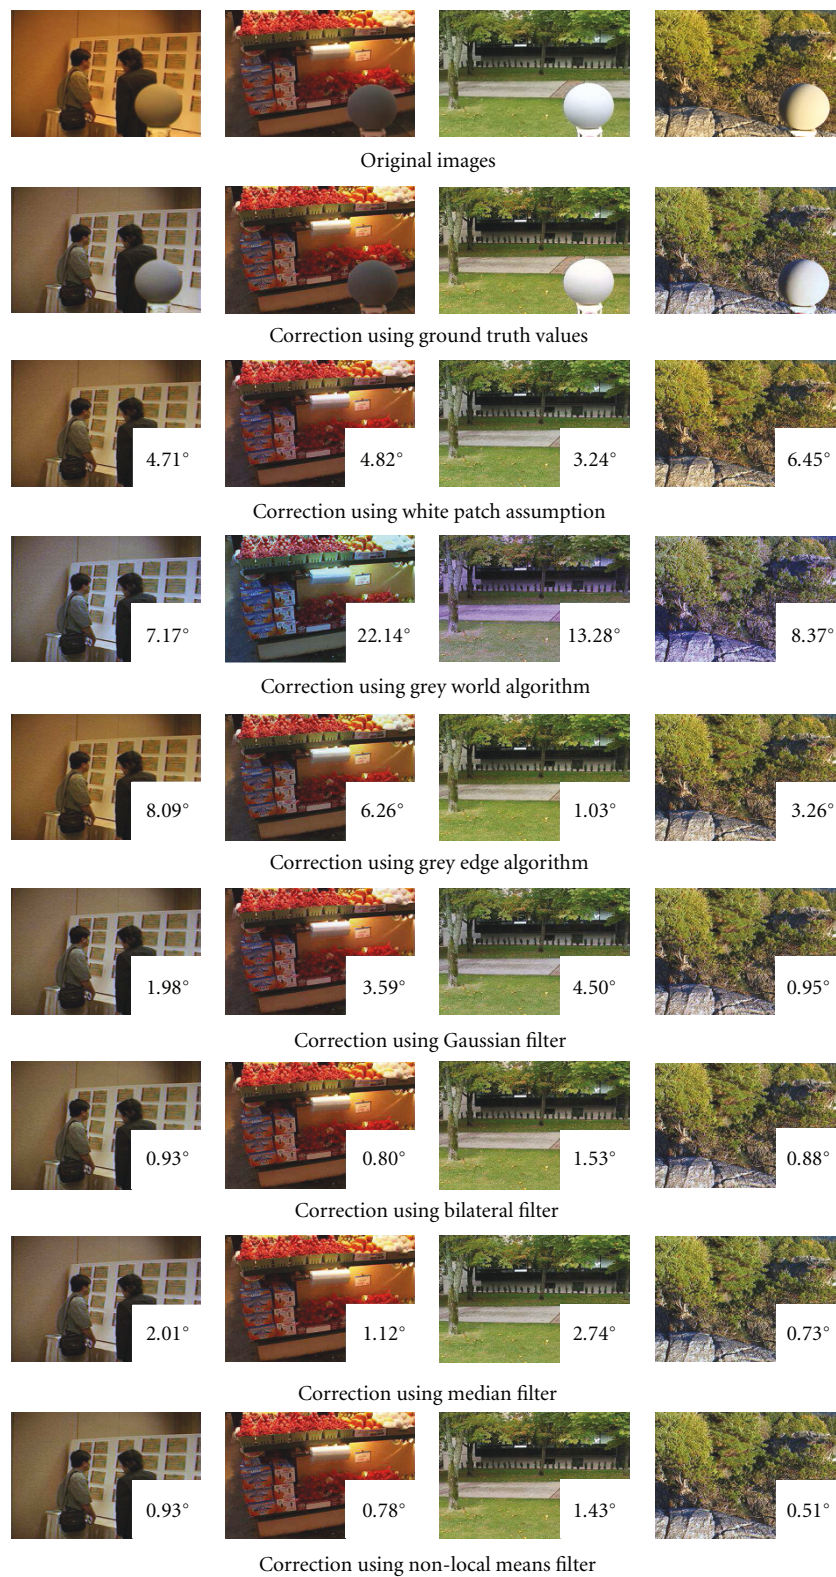 Original images
Correction using ground truth values
4.71° 4.82° 3.24° 6.45°
Correction using white patch assumption
7.17° 22.14° 13.28° 8.37°
Correction using grey world algorithm
8.09° 6.26° 1.03° 3.26°
Correction using grey edge algorithm
1.98° 3.59° 4.50° 0.95°
Correction using Gaussian filter
0.93° 0.80° 1.53° 0.88°
Correction using bilateral filter
2.01° 1.12° 2.74° 0.73°
Correction using median filter
0.93° 0.78° 1.43° 0.51°
Correction using non-local means filter